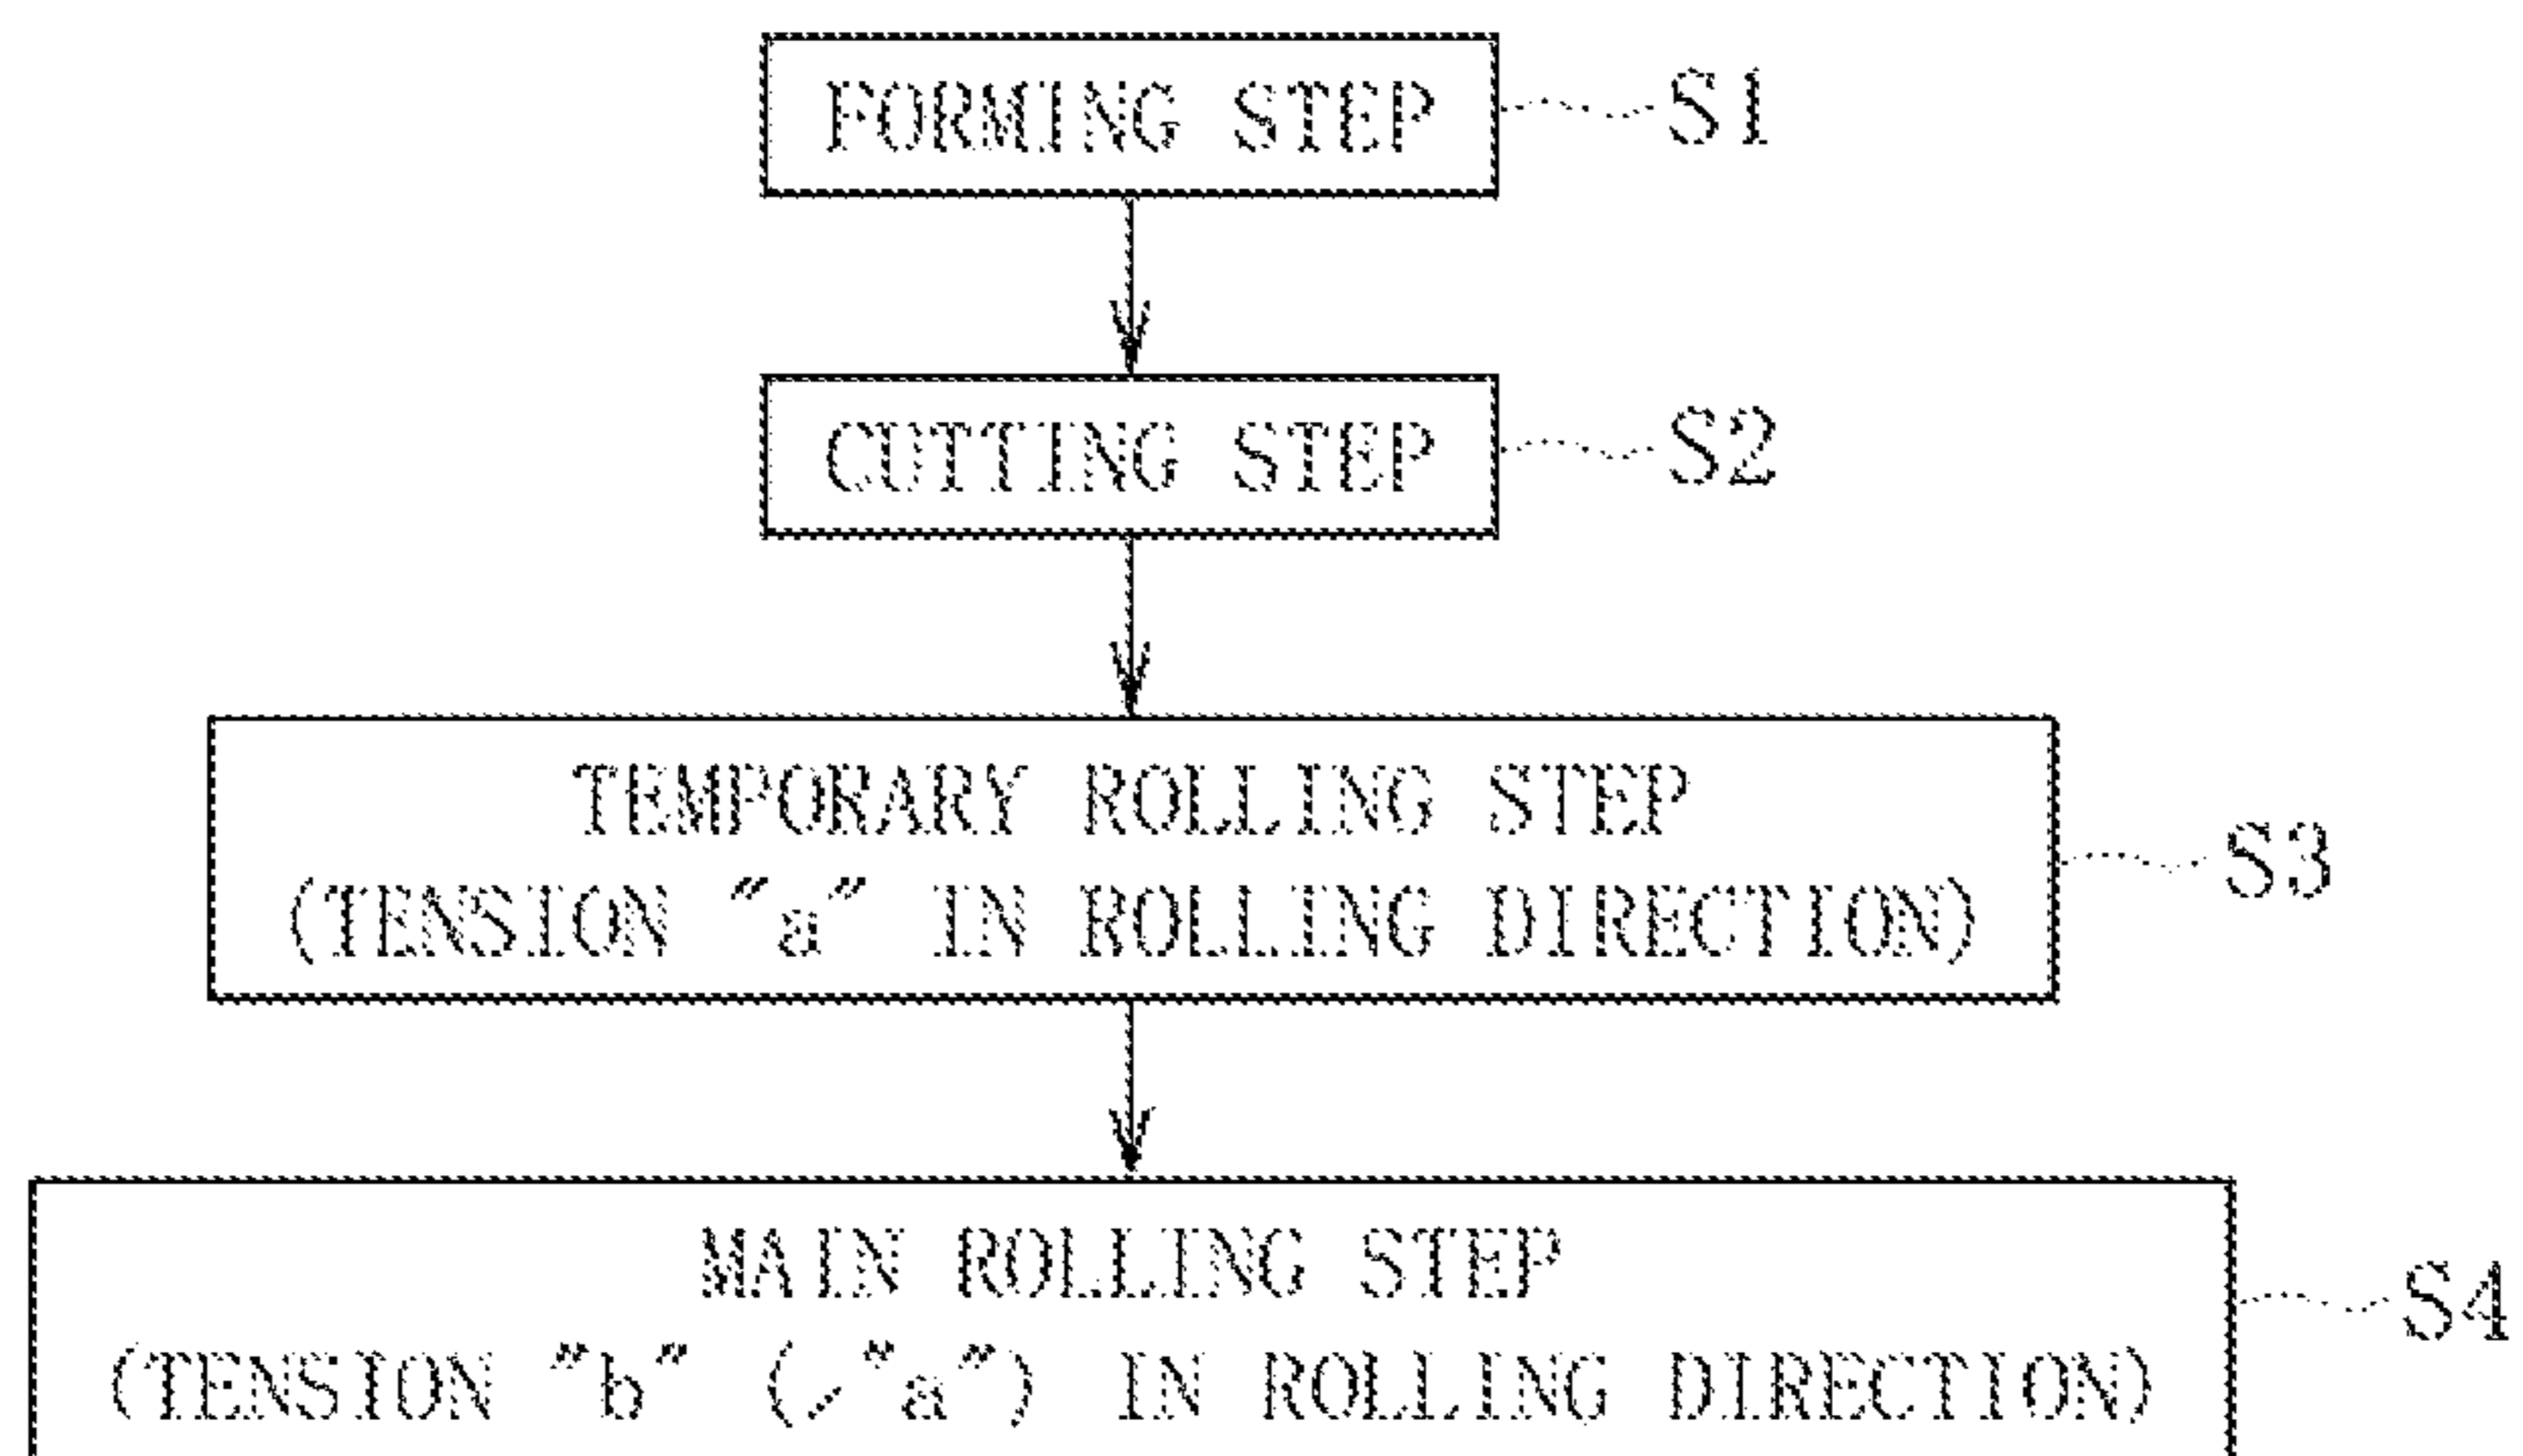 FORMING STEP S1
CUTTING STEP S2
TEMPORARY ROLLING STEP
(TENSION "a" IN ROLLING DIRECTION) S3
MAIN ROLLING STEP
(TENSION "b" ( "a") IN ROLLING DIRECTION) S4